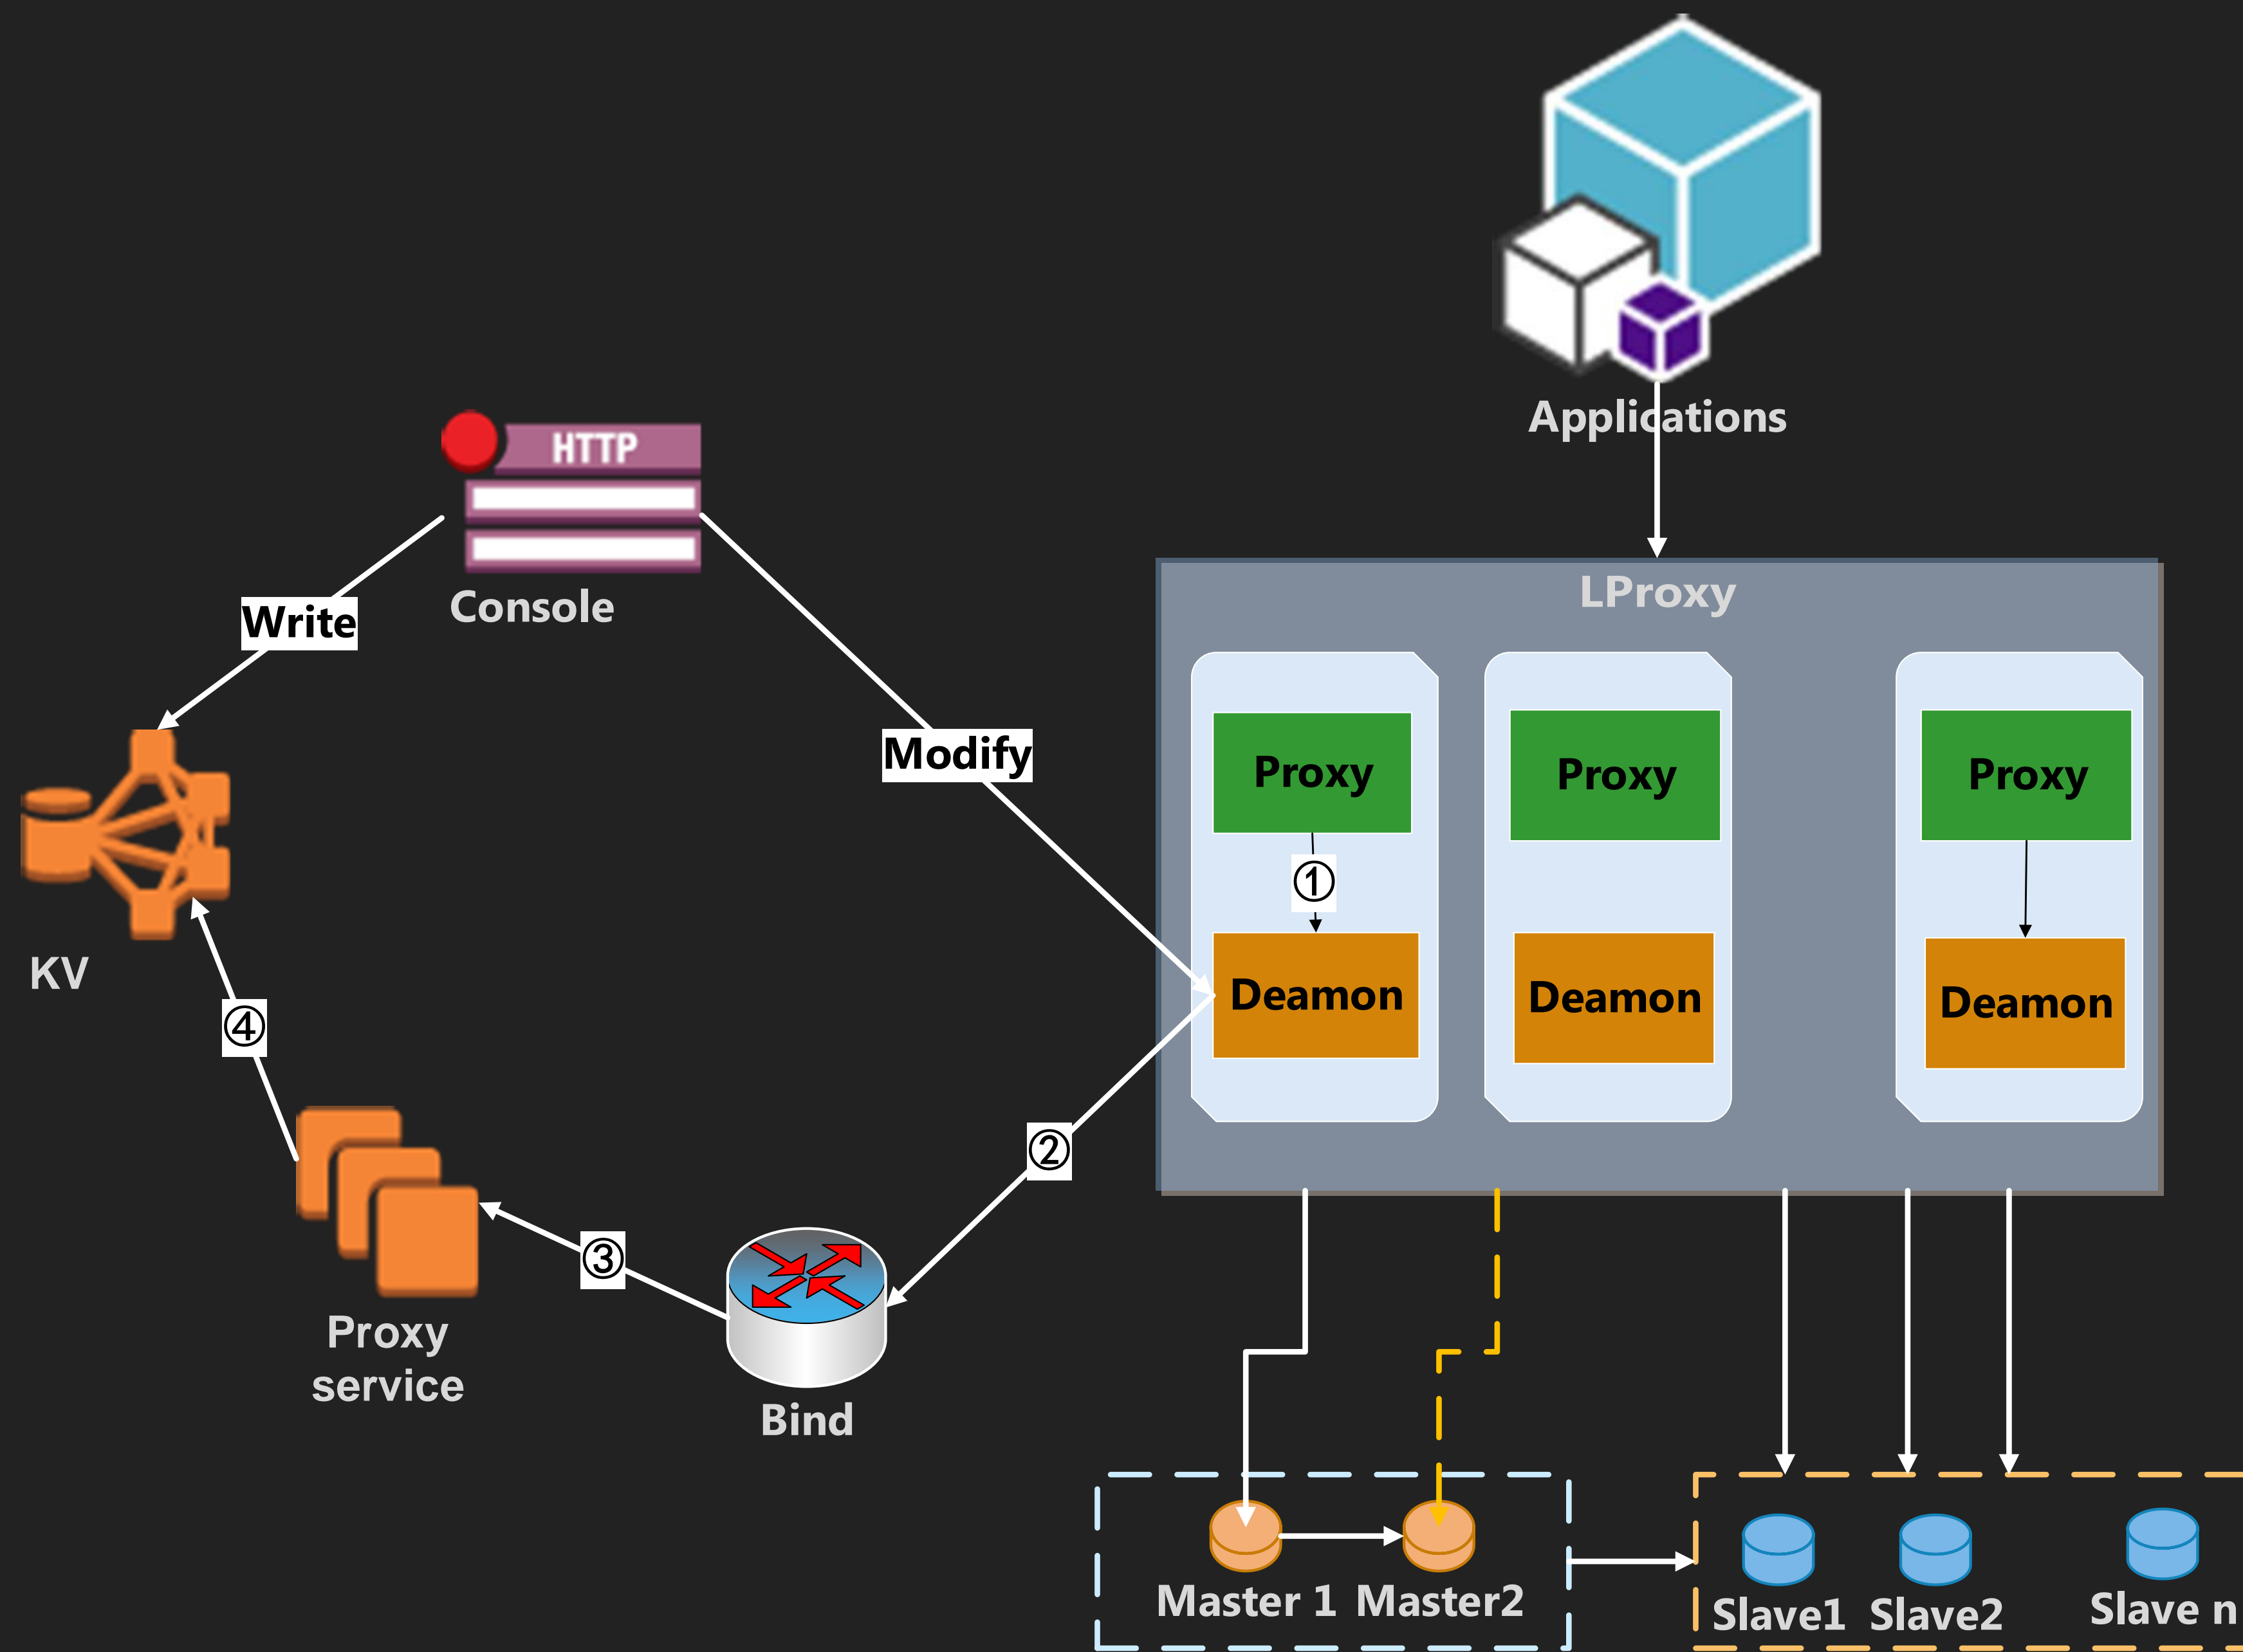 Applications
HTTP
Console
Write
Modify
LProxy
Proxy
Proxy
Proxy
①
Deamon
Deamon
Deamon
KV
④
②
③
Proxy
service
Bind
Master 1
Master2
Slave1
Slave2
Slave n